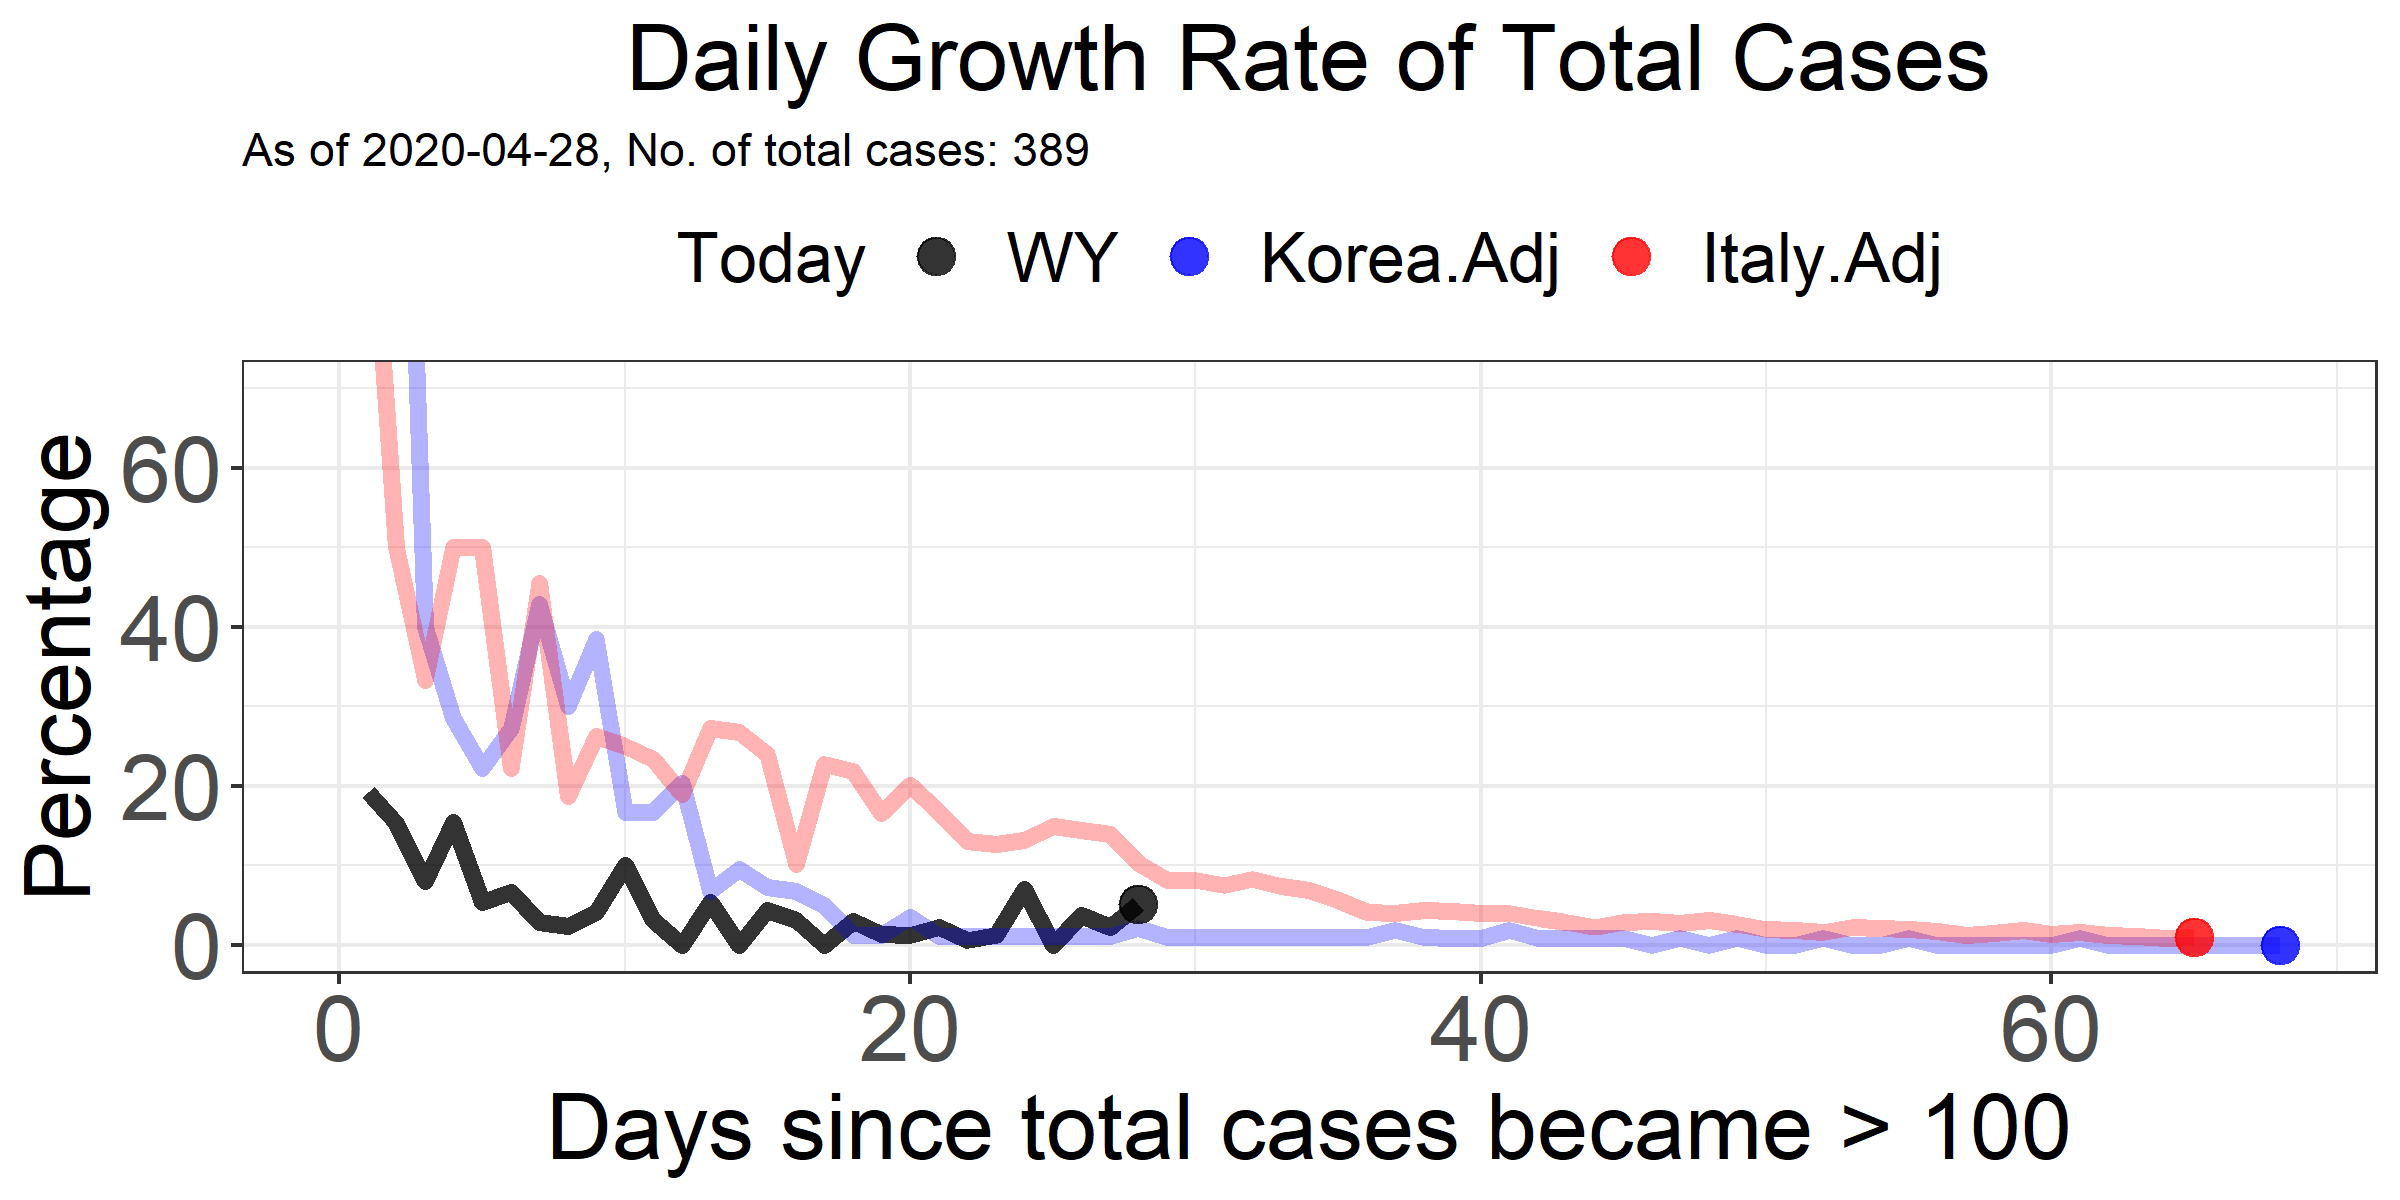 Daily Growth Rate of Total Cases
As of 2020-04-28, No. of total cases: 389
Today WY Korea.Adj Italy.Adj
Percentage
60
40
20
0
0 20 40 60
Days since total cases became > 100